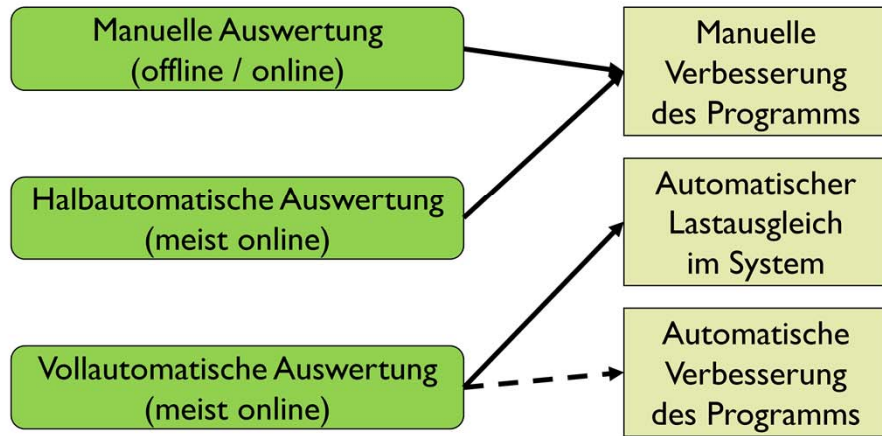 Manuelle Auswertung
(offline / online)
Manuelle
Verbesserung
des Programms
Halbautomatische Auswertung
(meist online)
Automatischer
Lastausgleich
im System
Vollautomatische Auswertung
(meist online)
Automatische
Verbesserung
des Programms